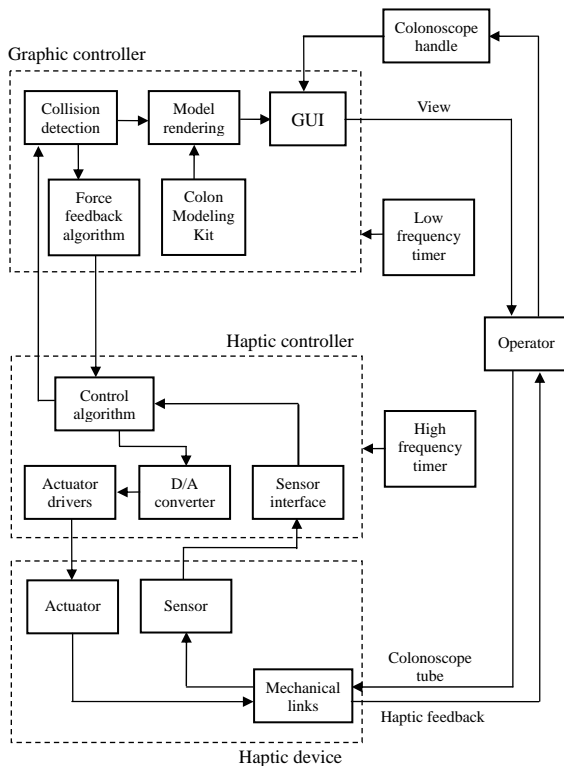 Colonoscope
handle
Graphic controller
Collision
detection
Model
rendering
GUI
View
Force
feedback
algorithm
Colon
Modeling
Kit
Low
frequency
timer
Operator
Haptic controller
Control
algorithm
High
frequency
timer
Actuator
drivers
D/A
converter
Sensor
interface
Actuator
Sensor
Colonoscope
tube
Mechanical
links
Haptic feedback
Haptic device